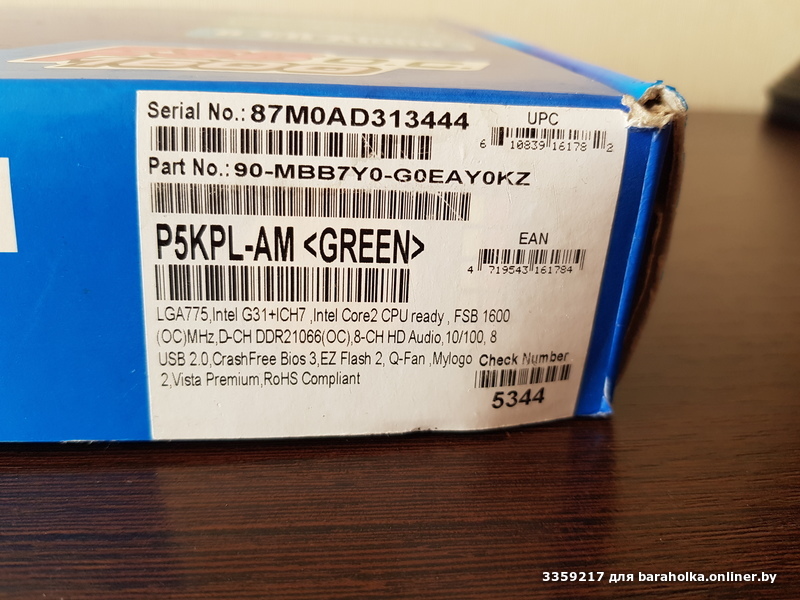 Serial No.: 87M0AD313444
UPC
6 10839 16178 2
Part No.: 90-MBB7Y0-G0EAY0KZ
P5KPL-AM <GREEN>
EAN
4 719543 161784
LGA775,Intel G31+ICH7 ,Intel Core2 CPU ready , FSB 1600
(OC)MHz,D-CH DDR21066(OC),8-CH HD Audio,10/100, 8
USB 2.0,CrashFree Bios 3,EZ Flash 2, Q-Fan ,Mylogo
2,Vista Premium,RoHS Compliant
Check Number
5344
3359217 для baraholka.onliner.by